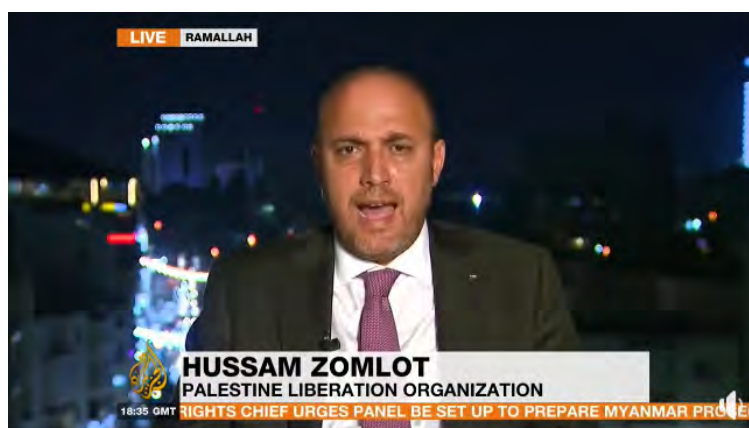 LIVE RAMALLAH
HUSSAM ZOMLOT
PALESTINE LIBERATION ORGANIZATION
18:35 GMT RIGHTS CHIEF URGES PANEL BE SET UP TO PREPARE MYANMAR